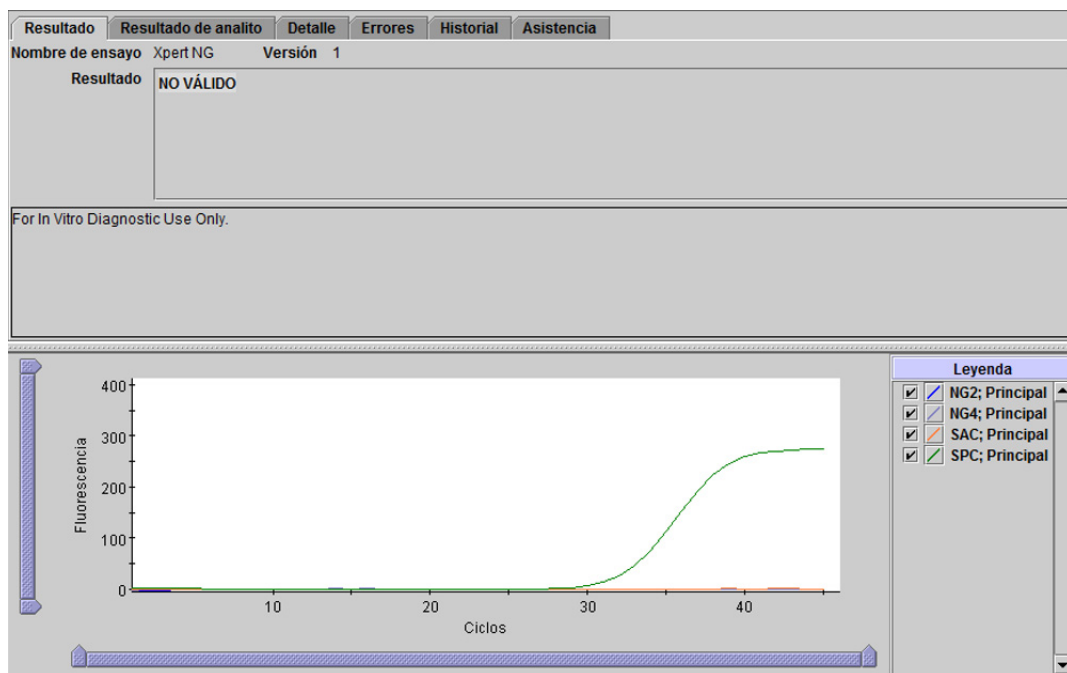 Resultado Resultado de analito Detalle Errores Historial Asistencia
Nombre de ensayo Xpert NG Versión 1
Resultado NO VÁLIDO
For In Vitro Diagnostic Use Only.
400
300
200
100
0
Fluorescencia
10 20 30 40
Ciclos
Leyenda
NG2; Principal
NG4; Principal
SAC; Principal
SPC; Principal